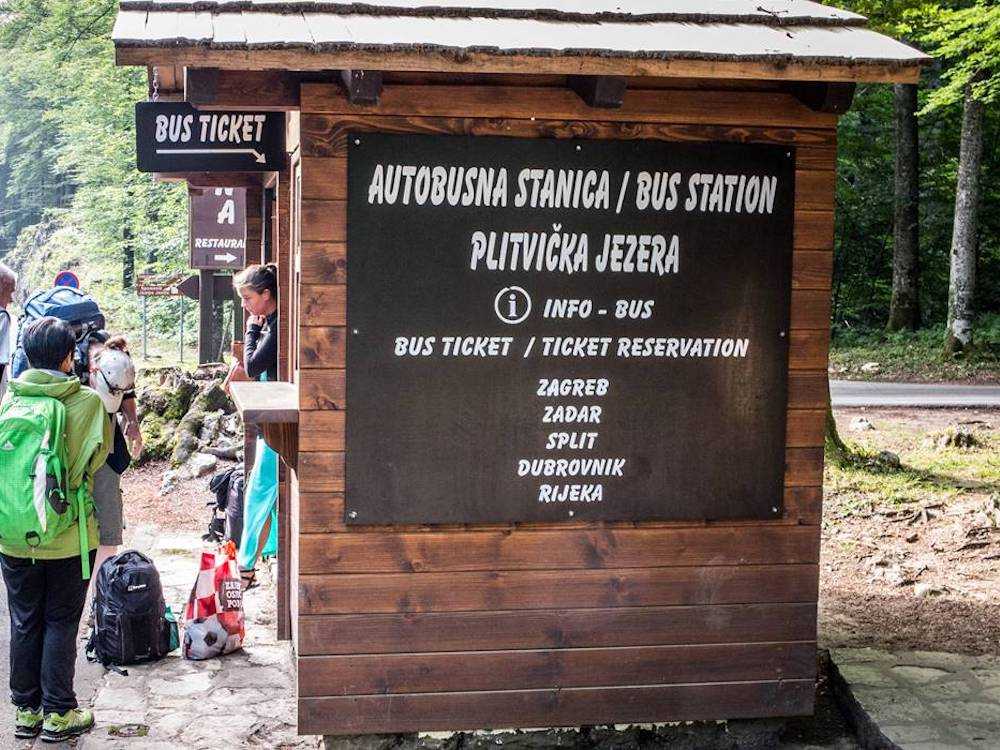 BUS TICKET
NA
RESTAURA
AUTOBUSNA STANICA / BUS STATION
PLITVIČKA JEZERA
i INFO - BUS
BUS TICKET / TICKET RESERVATION
ZAGREB
ZADAR
SPLIT
DUBROVNIK
RIJEKA